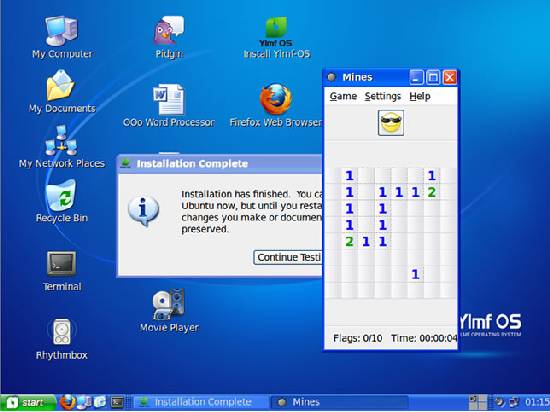 My Computer
Pidgin
Ylmf OS
Install Ylmf-OS
My Documents
OOo Word Processor
Firefox Web Browser
My Network Places
Recycle Bin
Terminal
Movie Player
Rhythmbox
Installation Complete
Installation has finished. You ca
Ubuntu now, but until you resta
changes you make or documen
preserved.
Continue Testi
Mines
Game Settings Help
1 1
1 1 1 1 2
1 1
1 1
2 1 1
1
Flags: 0/10 Time: 00:00:04
Ylmf OS
OPERATING SYSTEM
start
Installation Complete
Mines
01:15